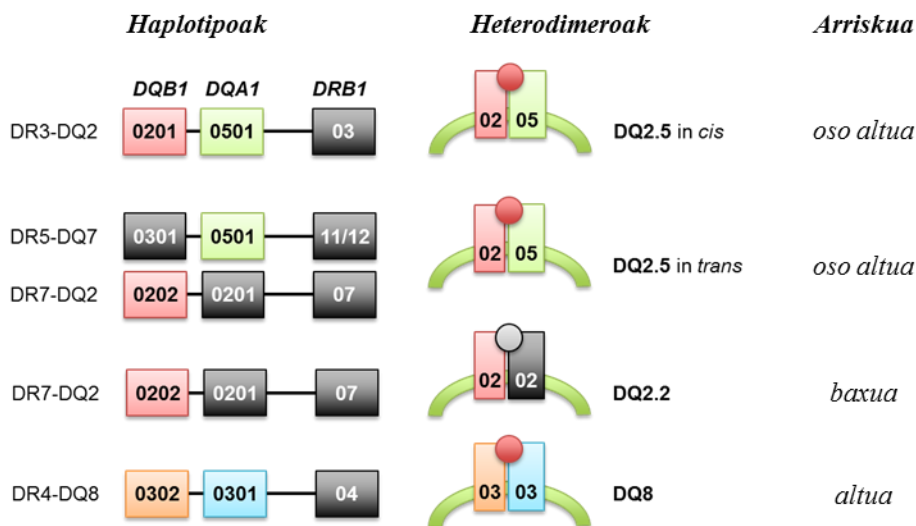 Haplotipoak Heterodimeroak Arriskua
DQB1 DQA1 DRB1
DR3-DQ2 0201 0501 03 02 05 DQ2.5 in cis oso altua
DR5-DQ7 0301 0501 11/12
02 05 DQ2.5 in trans oso altua
DR7-DQ2 0202 0201 07
DR7-DQ2 0202 0201 07 02 02 DQ2.2 baxua
DR4-DQ8 0302 0301 04 03 03 DQ8 altua